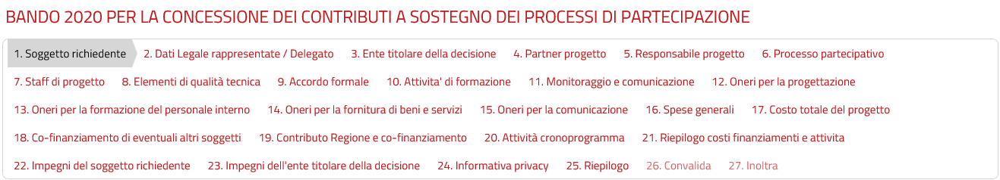 BANDO 2020 PER LA CONCESSIONE DEI CONTRIBUTI A SOSTEGNO DEI PROCESSI DI PARTECIPAZIONE
1. Soggetto richiedente 2. Dati Legale rappresentate / Delegato 3. Ente titolare della decisione 4. Partner progetto 5. Responsabile progetto 6. Processo partecipativo
7. Staff di progetto 8. Elementi di qualità tecnica 9. Accordo formale 10. Attivita' di formazione 11. Monitoraggio e comunicazione 12. Oneri per la progettazione
13. Oneri per la formazione del personale interno 14. Oneri per la fornitura di beni e servizi 15. Oneri per la comunicazione 16. Spese generali 17. Costo totale del progetto
18. Co-finanziamento di eventuali altri soggetti 19. Contributo Regione e co-finanziamento 20. Attività cronoprogramma 21. Riepilogo costi finanziamenti e attivita
22. Impegni del soggetto richiedente 23. Impegni dell'ente titolare della decisione 24. Informativa privacy 25. Riepilogo 26. Convalida 27. Inoltra